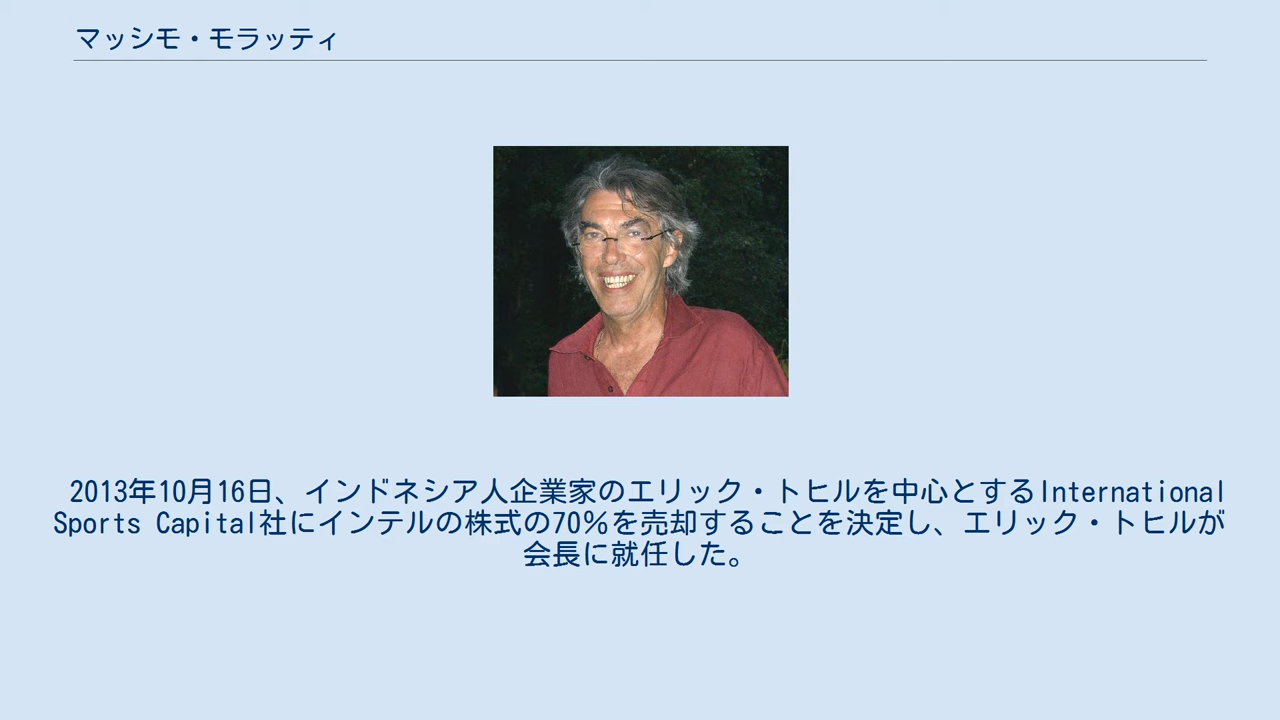 マッシモ・モラッティ
2013年10月16日、インドネシア人企業家のエリック・トヒルを中心とするInternational
Sports Capital社にインテルの株式の70％を売却することを決定し、エリック・トヒルが
会長に就任した。